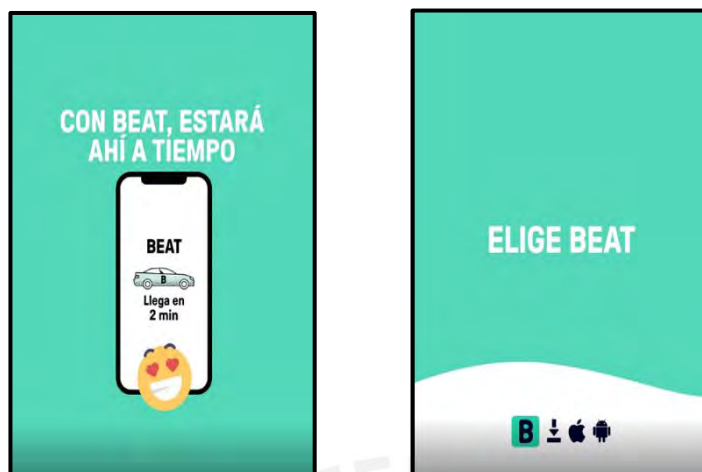 CON BEAT, ESTARÁ
AHÍ A TIEMPO
BEAT
B
Llega en
2 min
ELIGE BEAT
B